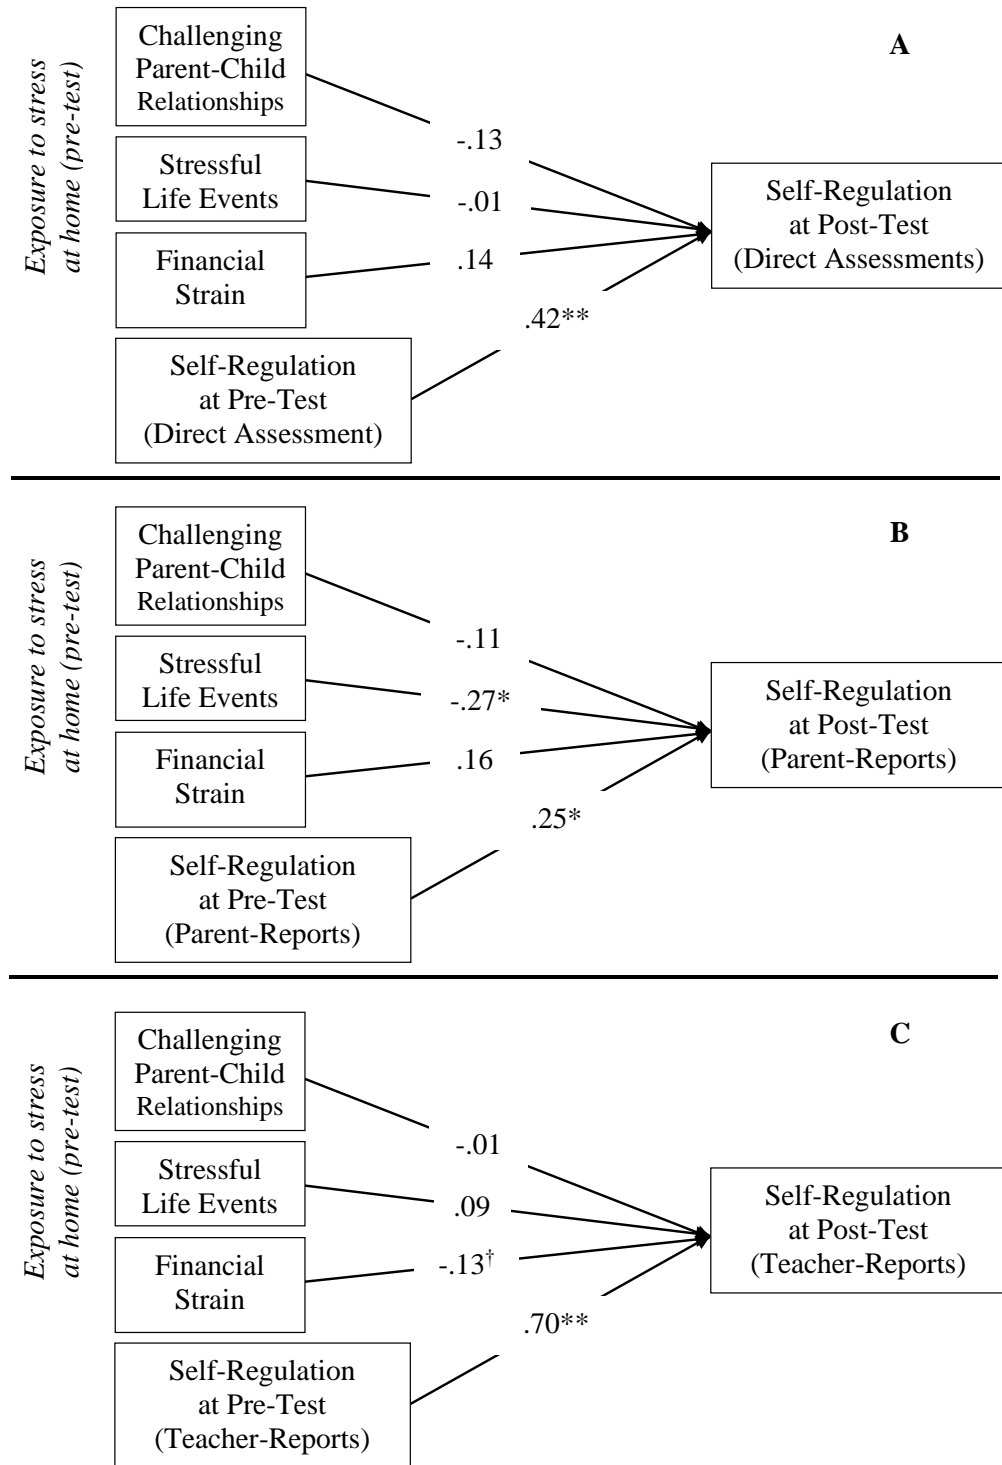 A
Exposure to stress
at home (pre-test)
Challenging
Parent-Child
Relationships
Stressful
Life Events
Financial
Strain
Self-Regulation
at Pre-Test
(Direct Assessment)
-.13
-.01
.14
.42**
Self-Regulation
at Post-Test
(Direct Assessments)
B
Exposure to stress
at home (pre-test)
Challenging
Parent-Child
Relationships
Stressful
Life Events
Financial
Strain
Self-Regulation
at Pre-Test
(Parent-Reports)
-.11
-.27*
.16
.25*
Self-Regulation
at Post-Test
(Parent-Reports)
C
Exposure to stress
at home (pre-test)
Challenging
Parent-Child
Relationships
Stressful
Life Events
Financial
Strain
Self-Regulation
at Pre-Test
(Teacher-Reports)
-.01
.09
-.13†
.70**
Self-Regulation
at Post-Test
(Teacher-Reports)